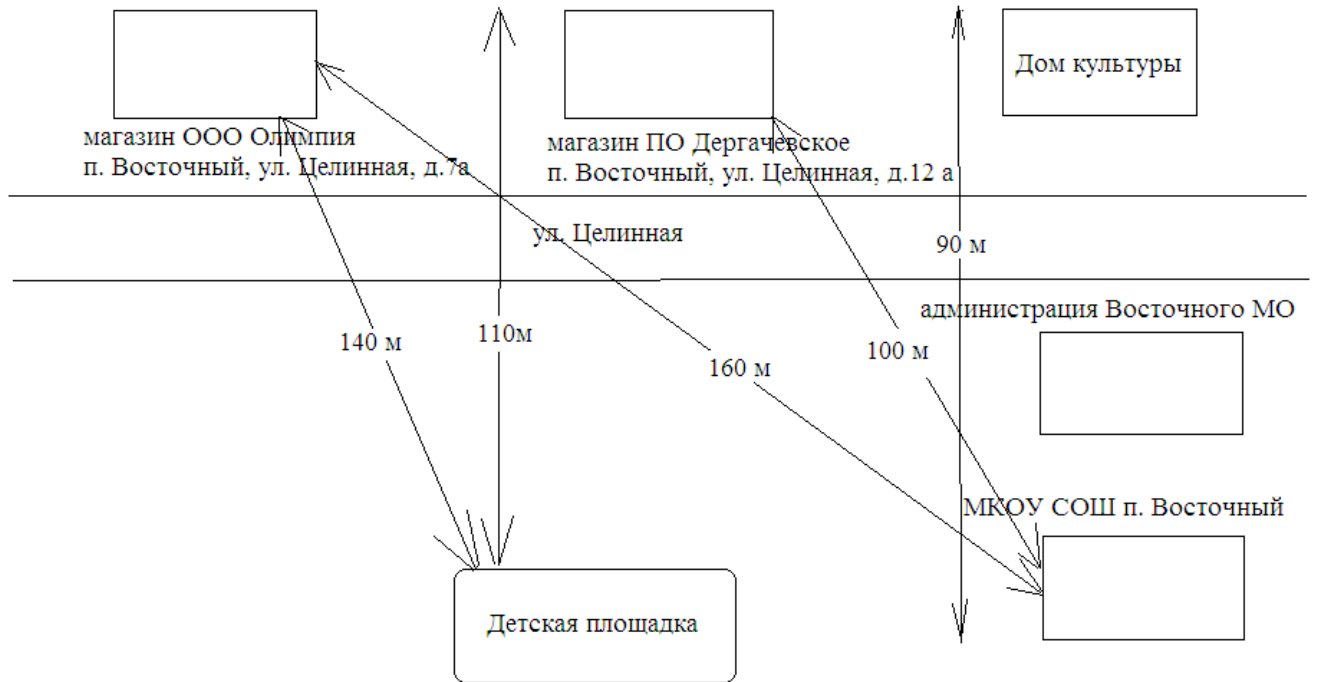 Дом культуры
магазин ООО Олимпия
п. Восточный, ул. Целинная, д.7а
магазин ПО Дергачевское
п. Восточный, ул. Целинная, д.12 а
ул. Целинная
90 м
администрация Восточного МО
140 м
110м
160 м
100 м
МКОУ СОШ п. Восточный
Детская площадка